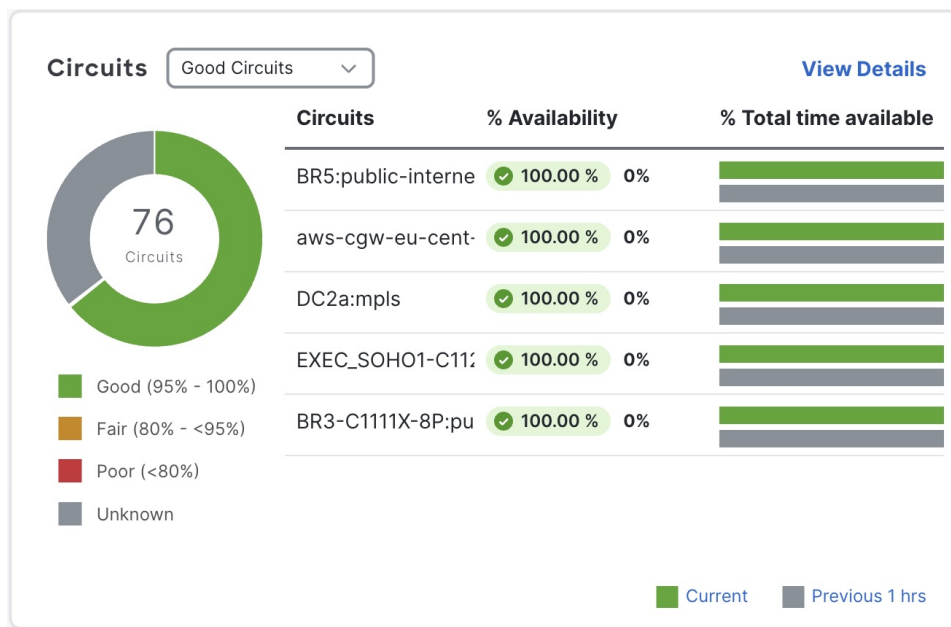 Circuits
Good Circuits
View Details
76
Circuits
Good (95% - 100%)
Fair (80% - <95%)
Poor (<80%)
Unknown
Circuits % Availability % Total time available
BR5:public-interne 100.00 % 0%
aws-cgw-eu-cent- 100.00 % 0%
DC2a:mpls 100.00 % 0%
EXEC_SOHO1-C112 100.00 % 0%
BR3-C1111X-8P:pu 100.00 % 0%
Current
Previous 1 hrs